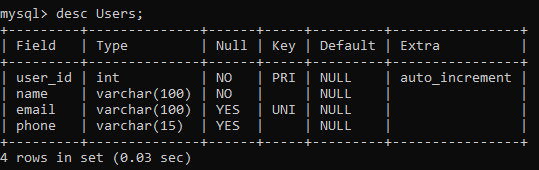 mysql> desc Users;
+---------+--------------+------+-----+---------+----------------+
| Field   | Type         | Null | Key | Default | Extra          |
+---------+--------------+------+-----+---------+----------------+
| user_id | int          | NO   | PRI | NULL    | auto_increment |
| name    | varchar(100) | NO   |     | NULL    |                |
| email   | varchar(100) | YES  | UNI | NULL    |                |
| phone   | varchar(15)  | YES  |     | NULL    |                |
+---------+--------------+------+-----+---------+----------------+
4 rows in set (0.03 sec)